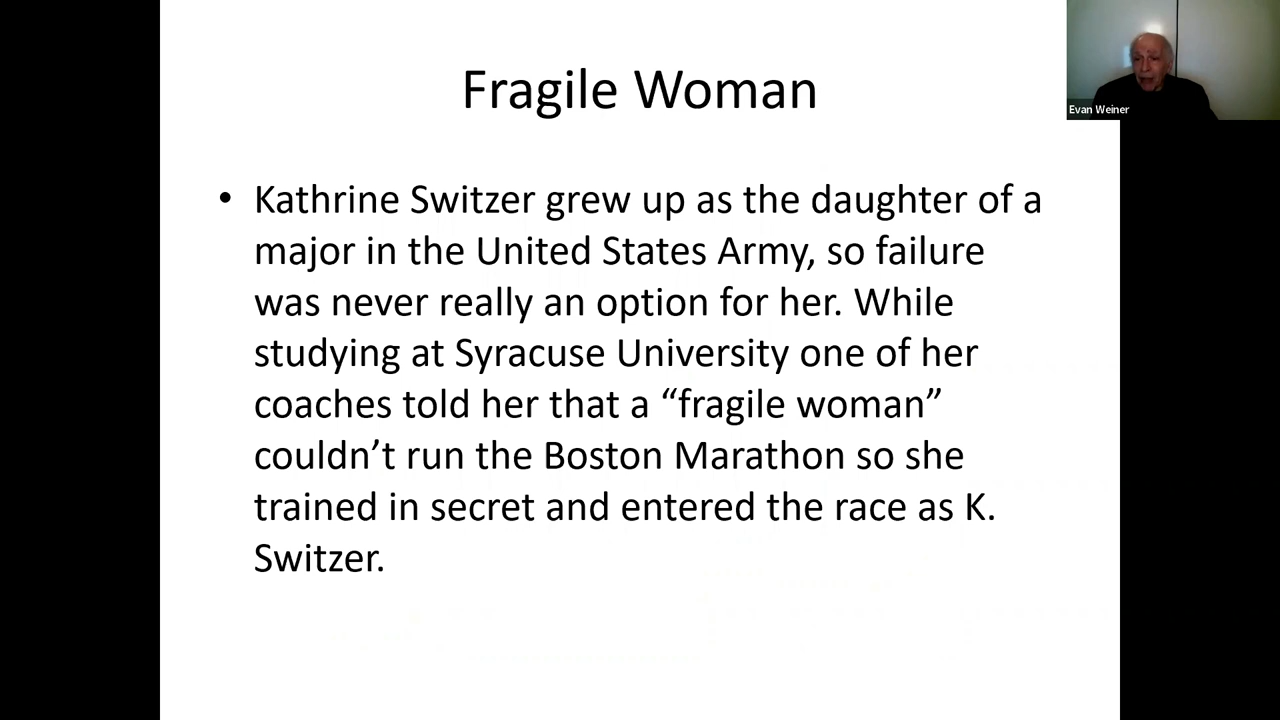 Fragile Woman
• Kathrine Switzer grew up as the daughter of a
major in the United States Army, so failure
was never really an option for her. While
studying at Syracuse University one of her
coaches told her that a “fragile woman”
couldn’t run the Boston Marathon so she
trained in secret and entered the race as K.
Switzer.
Evan Weiner